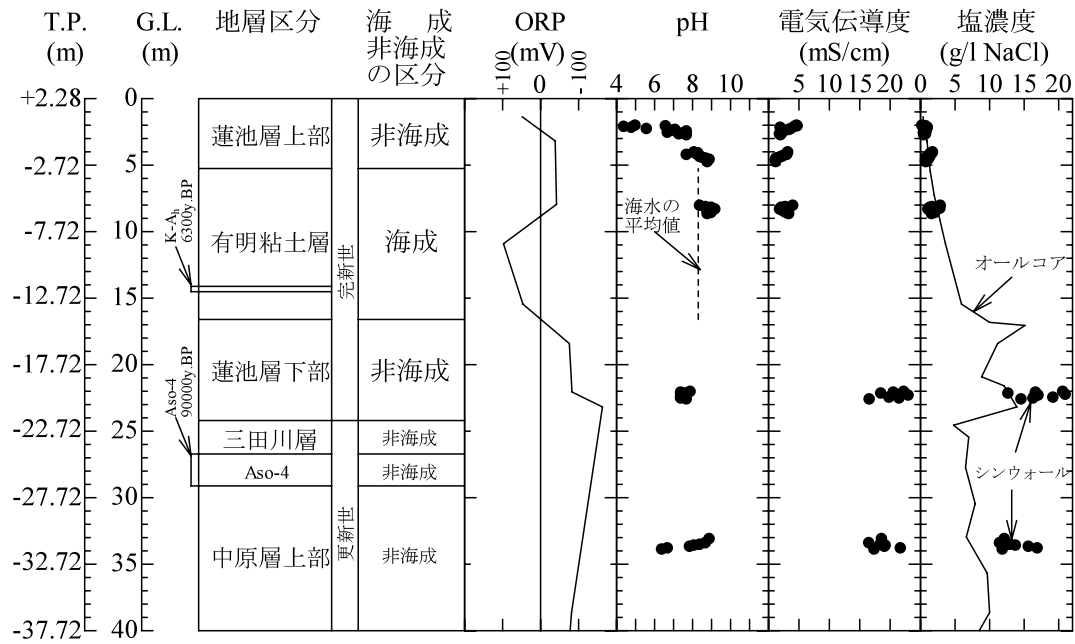 T.P.
(m)
G.L.
(m)
地層区分
海 成
非海成
の区分
ORP
(mV)
+100
0
-100
pH
4 6 8 10
電気伝導度
(mS/cm)
0 5 10 15 20
塩濃度
(g/l NaCl)
0 5 10 15 20
+2.28
-2.72
-7.72
-12.72
-17.72
-22.72
-27.72
-32.72
-37.72
0
5
10
15
20
25
30
35
40
K-Ah
6300y.BP
Aso-4
90000y.BP
蓮池層上部
有明粘土層
蓮池層下部
三田川層
Aso-4
中原層上部
完新世
更新世
非海成
海成
非海成
非海成
非海成
非海成
海水の
平均値
オールコア
シンウォール